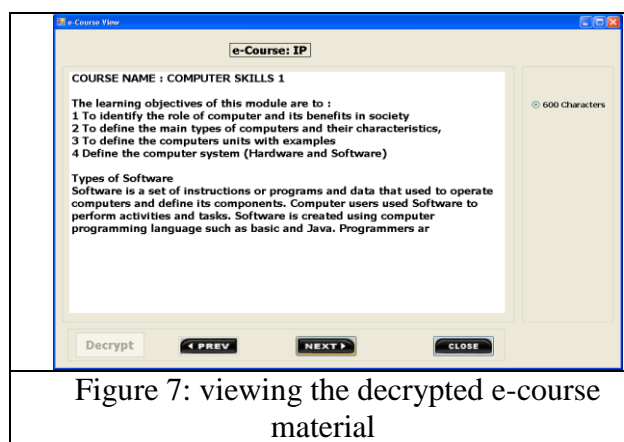 e-Course View
e-Course: IP
COURSE NAME : COMPUTER SKILLS 1
The learning objectives of this module are to :
1 To identify the role of computer and its benefits in society
2 To define the main types of computers and their characteristics,
3 To define the computers units with examples
4 Define the computer system (Hardware and Software)
Types of Software
Software is a set of instructions or programs and data that used to operate
computers and define its components. Computer users used Software to
perform activities and tasks. Software is created using computer
programming language such as basic and Java. Programmers ar
600 Characters
Decrypt
PREV
NEXT
CLOSE
Figure 7: viewing the decrypted e-course
material